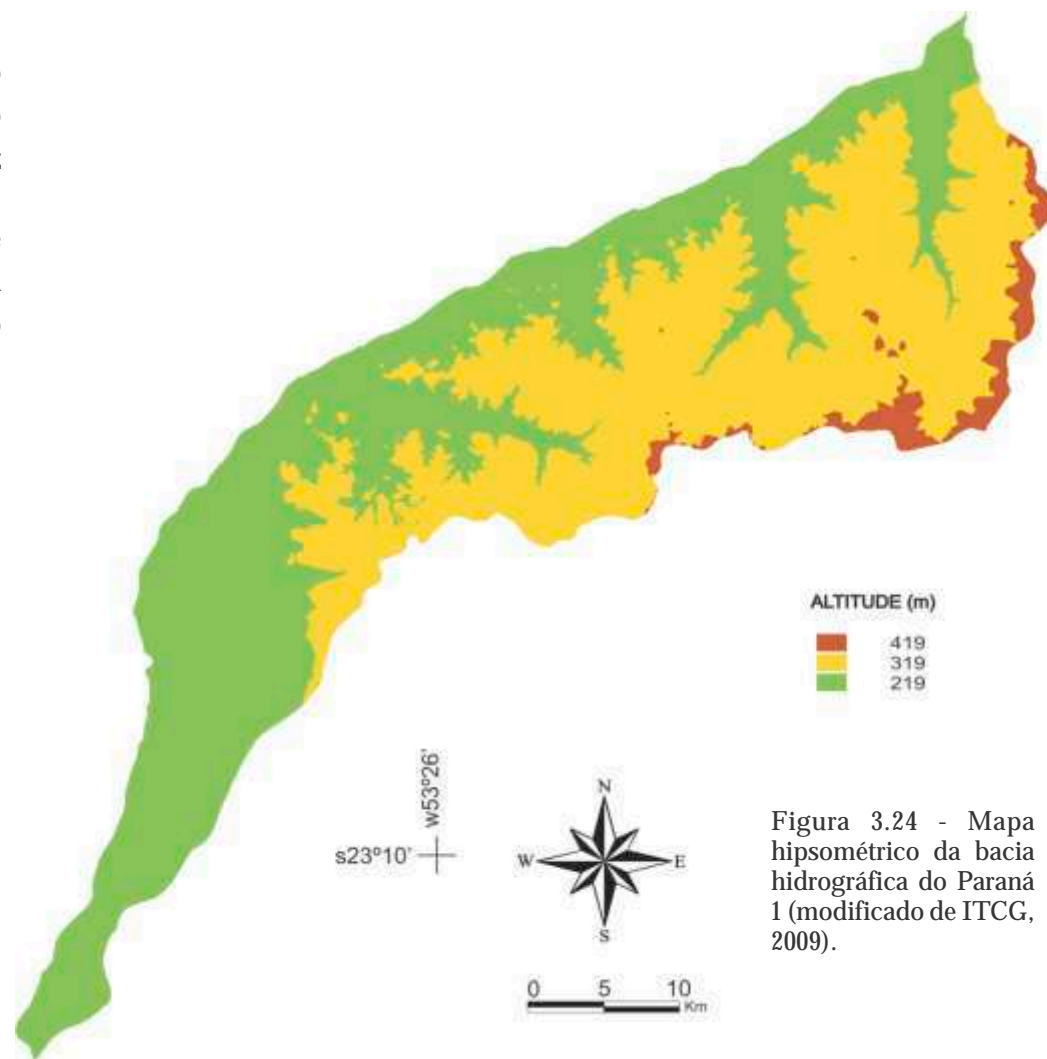 ALTITUDE (m)
419
319
219
w53º26'
s23º10'
N
W
E
S
0 5 10
Km
Figura 3.24 - Mapa
hipsométrico da bacia
hidrográfica do Paraná
1 (modificado de ITCG,
2009).